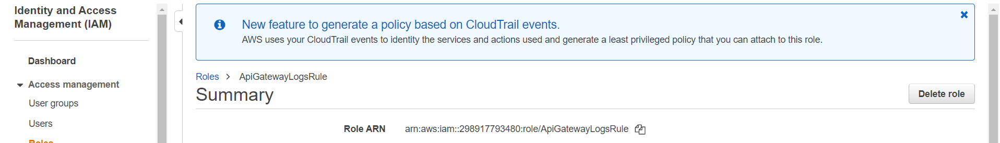 Identity and Access
Management (IAM)
Dashboard
Access management
User groups
Users
Roles
New feature to generate a policy based on CloudTrail events.
AWS uses your CloudTrail events to identity the services and actions used and generate a least privileged policy that you can attach to this role.
Roles > ApiGatewayLogsRule
Summary
Delete role
Role ARN arn:aws:iam::298917793480:role/ApiGatewayLogsRule